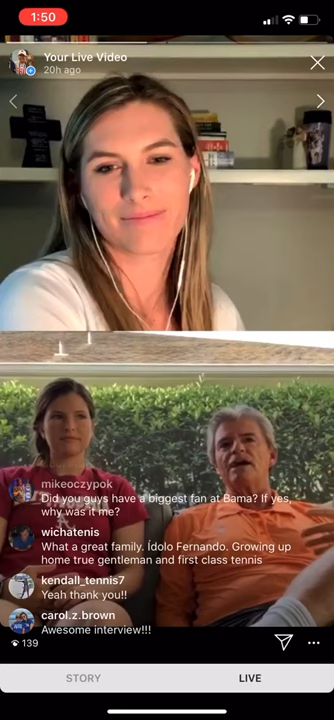 1:50
Your Live Video
20h ago
mikeoczypok
Did you guys have a biggest fan at Bama? If yes,
why was it me?
wichatenis
What a great family. Ídolo Fernando. Growing up
home true gentleman and first class tennis
kendall_tennis7
Yeah thank you!!
carol.z.brown
Awesome interview!!!
139
STORY LIVE